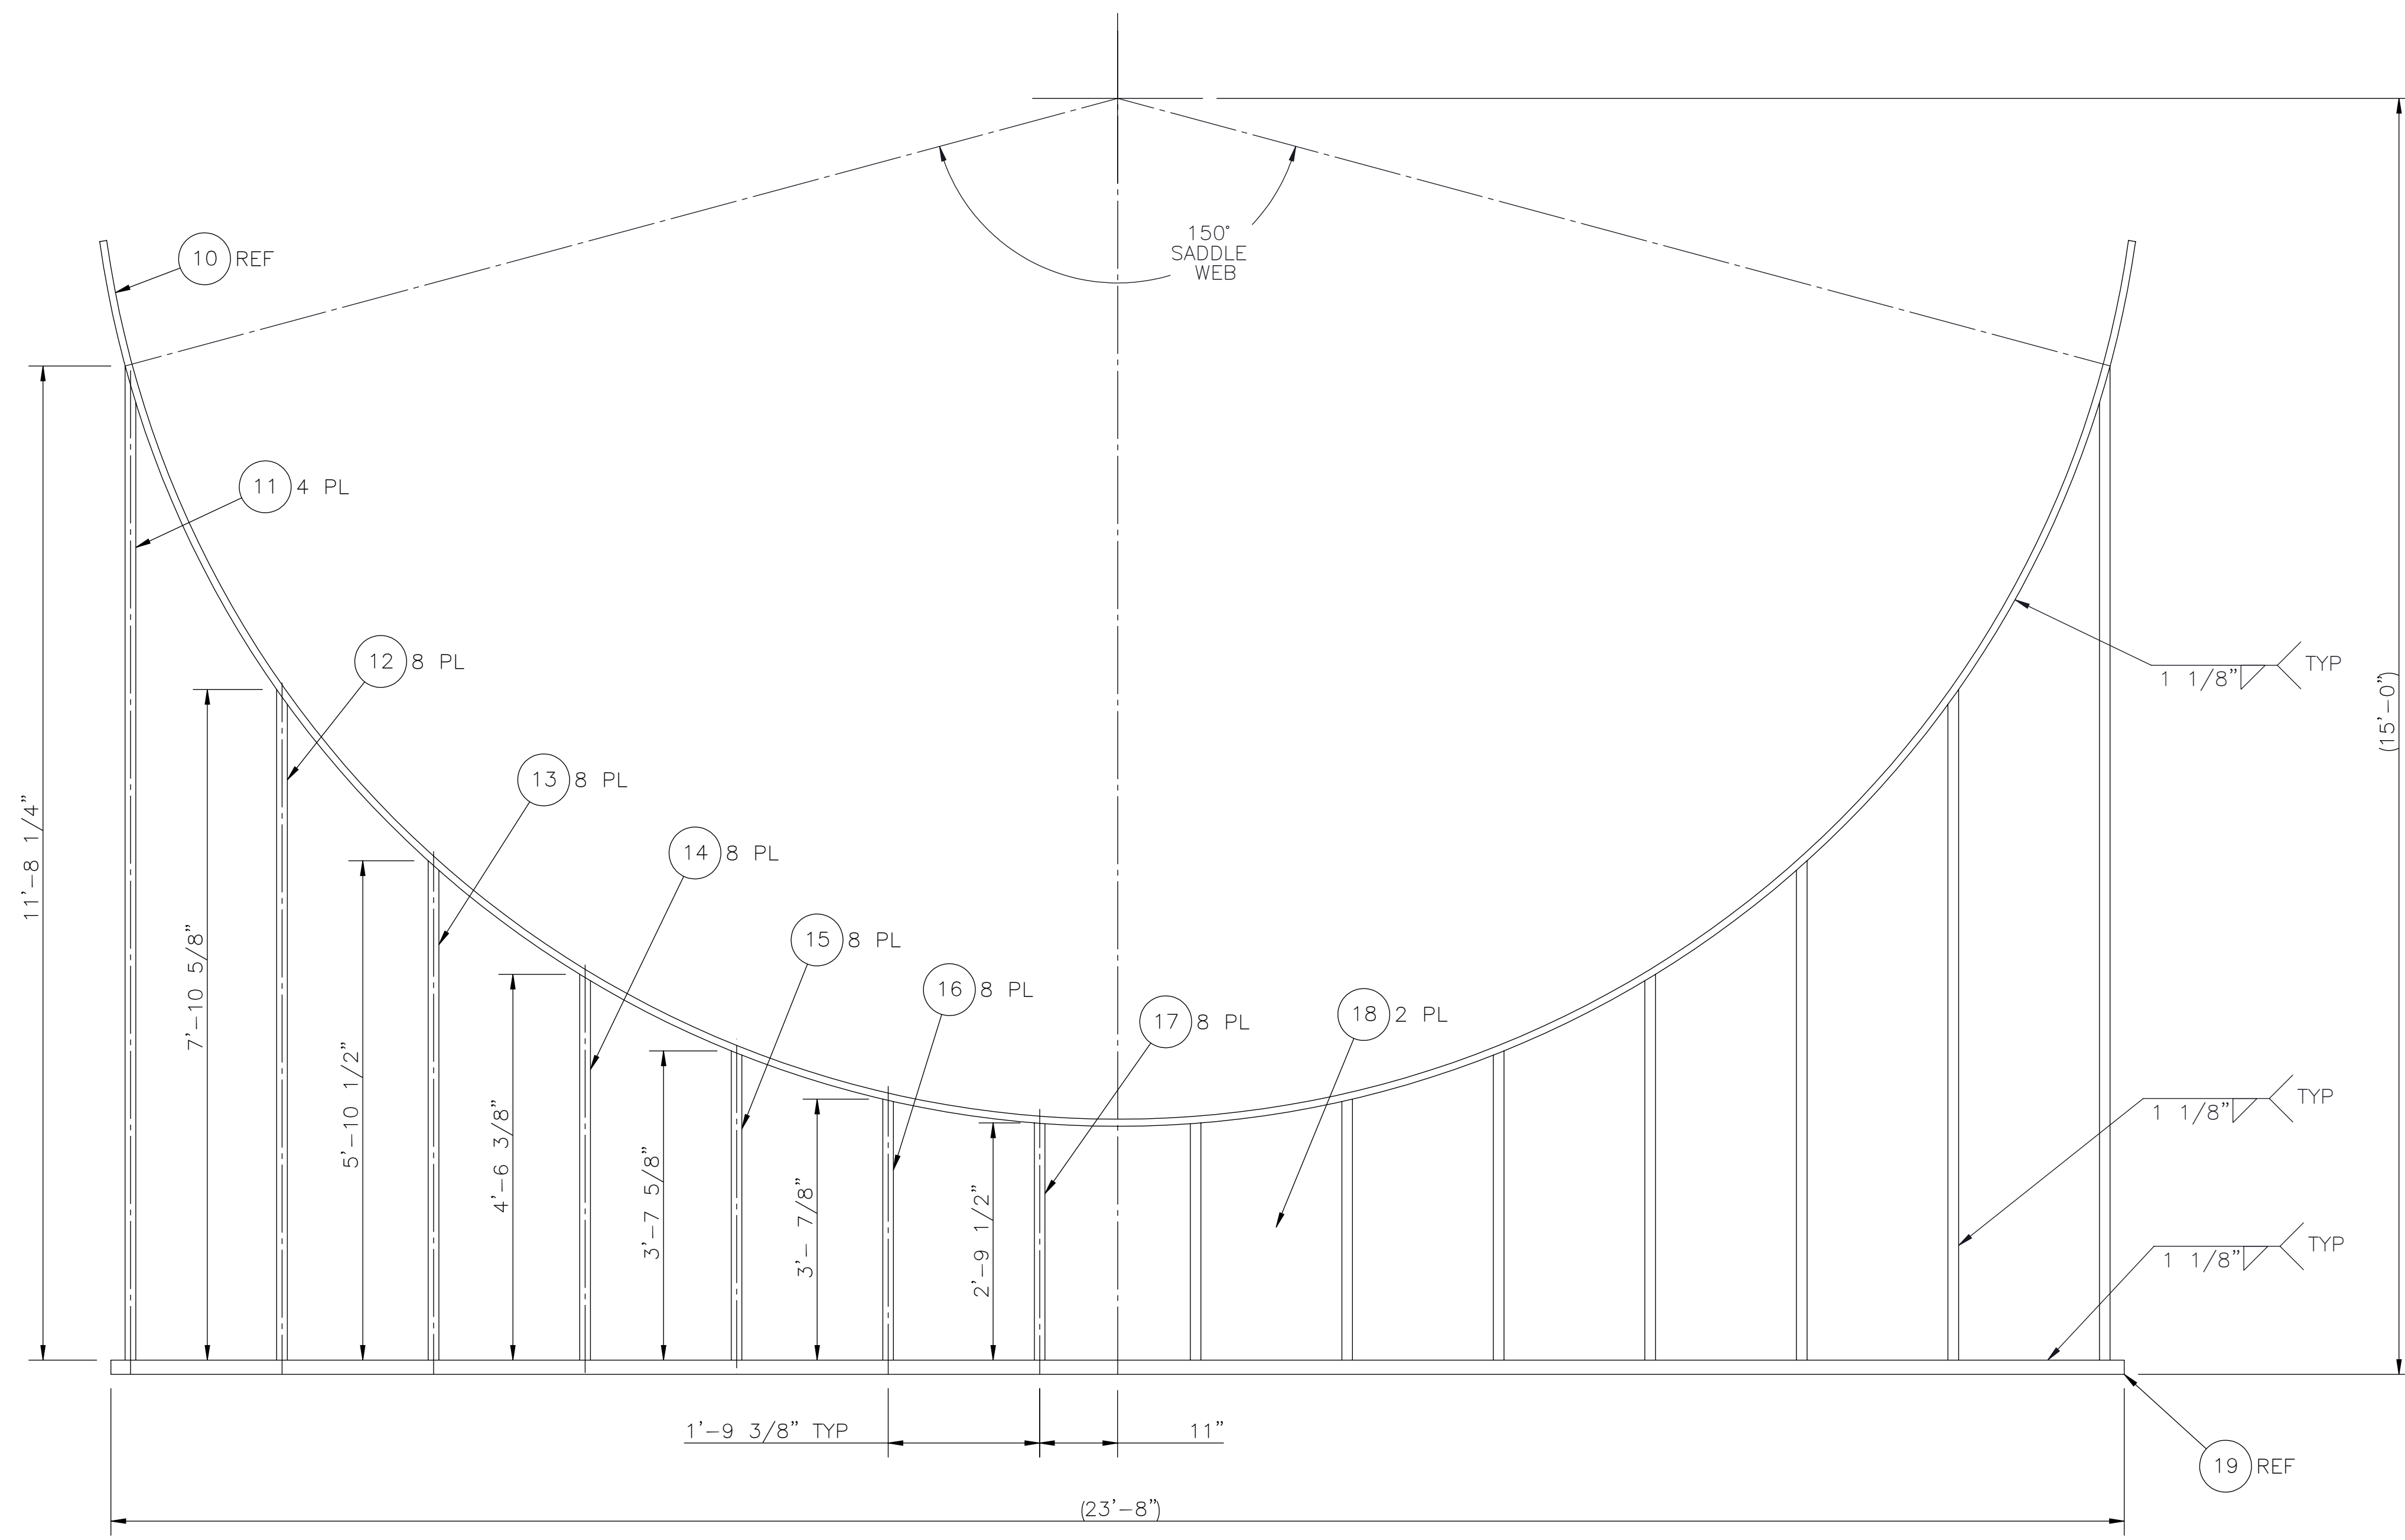 150°
SADDLE
WEB
10 REF
11 4 PL
12 8 PL
1 1/8" TYP
(15'-0")
13 8 PL
11'-8 1/4"
14 8 PL
15 8 PL
7'-10 5/8"
16 8 PL
18 2 PL
17 8 PL
5'-10 1/2"
1 1/8" TYP
4'-6 3/8"
3'-7 5/8"
3'- 7/8"
2'-9 1/2"
1 1/8" TYP
1'-9 3/8" TYP
11"
19 REF
(23'-8")